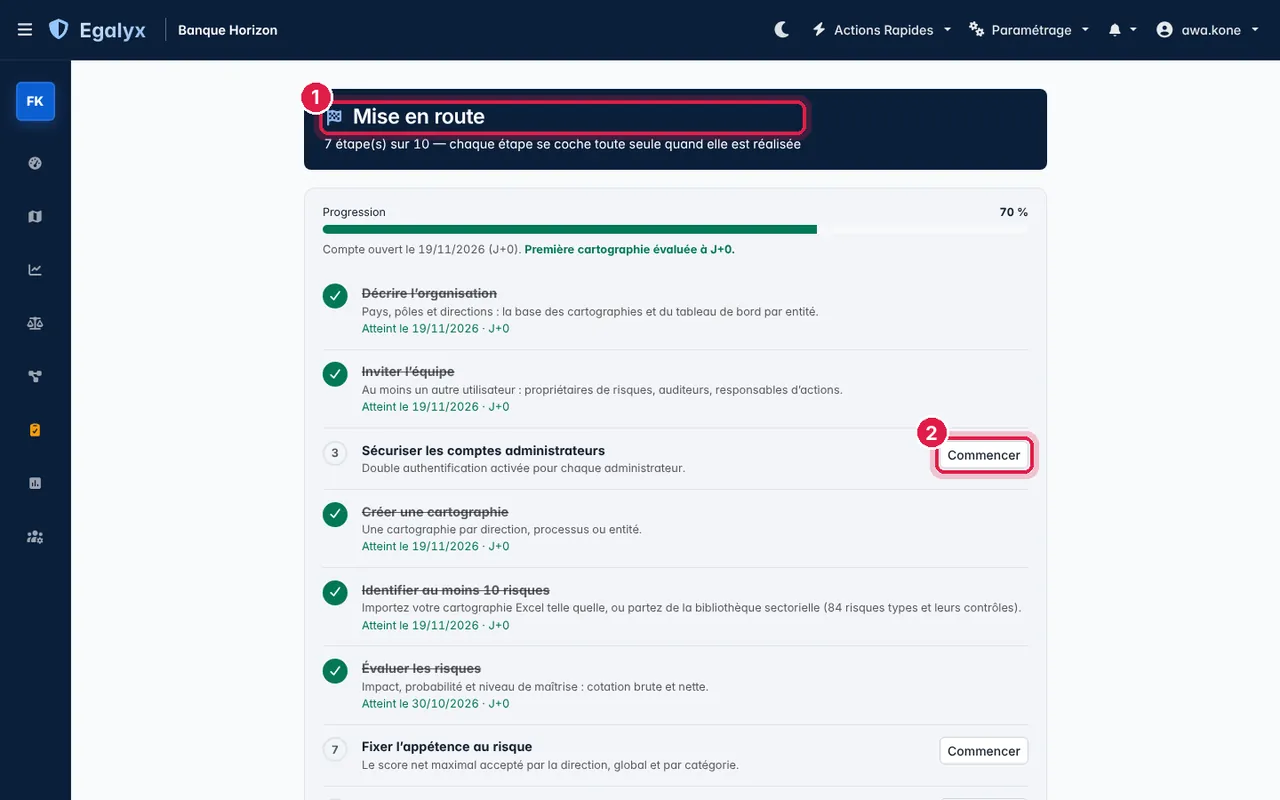 Egalyx
Banque Horizon
Actions Rapides
Paramétrage
awa.kone
FK
1
Mise en route
7 étape(s) sur 10 — chaque étape se coche toute seule quand elle est réalisée
Progression
70 %
Compte ouvert le 19/11/2026 (J+0). Première cartographie évaluée à J+0.
Décrire l’organisation
Pays, pôles et directions : la base des cartographies et du tableau de bord par entité.
Atteint le 19/11/2026 · J+0
Inviter l’équipe
Au moins un autre utilisateur : propriétaires de risques, auditeurs, responsables d’actions.
Atteint le 19/11/2026 · J+0
2
3
Sécuriser les comptes administrateurs
Commencer
Double authentification activée pour chaque administrateur.
Créer une cartographie
Une cartographie par direction, processus ou entité.
Atteint le 19/11/2026 · J+0
Identifier au moins 10 risques
Importez votre cartographie Excel telle quelle, ou partez de la bibliothèque sectorielle (84 risques types et leurs contrôles).
Atteint le 19/11/2026 · J+0
Évaluer les risques
Impact, probabilité et niveau de maîtrise : cotation brute et nette.
Atteint le 30/10/2026 · J+0
7
Fixer l’appétence au risque
Commencer
Le score net maximal accepté par la direction, global et par catégorie.